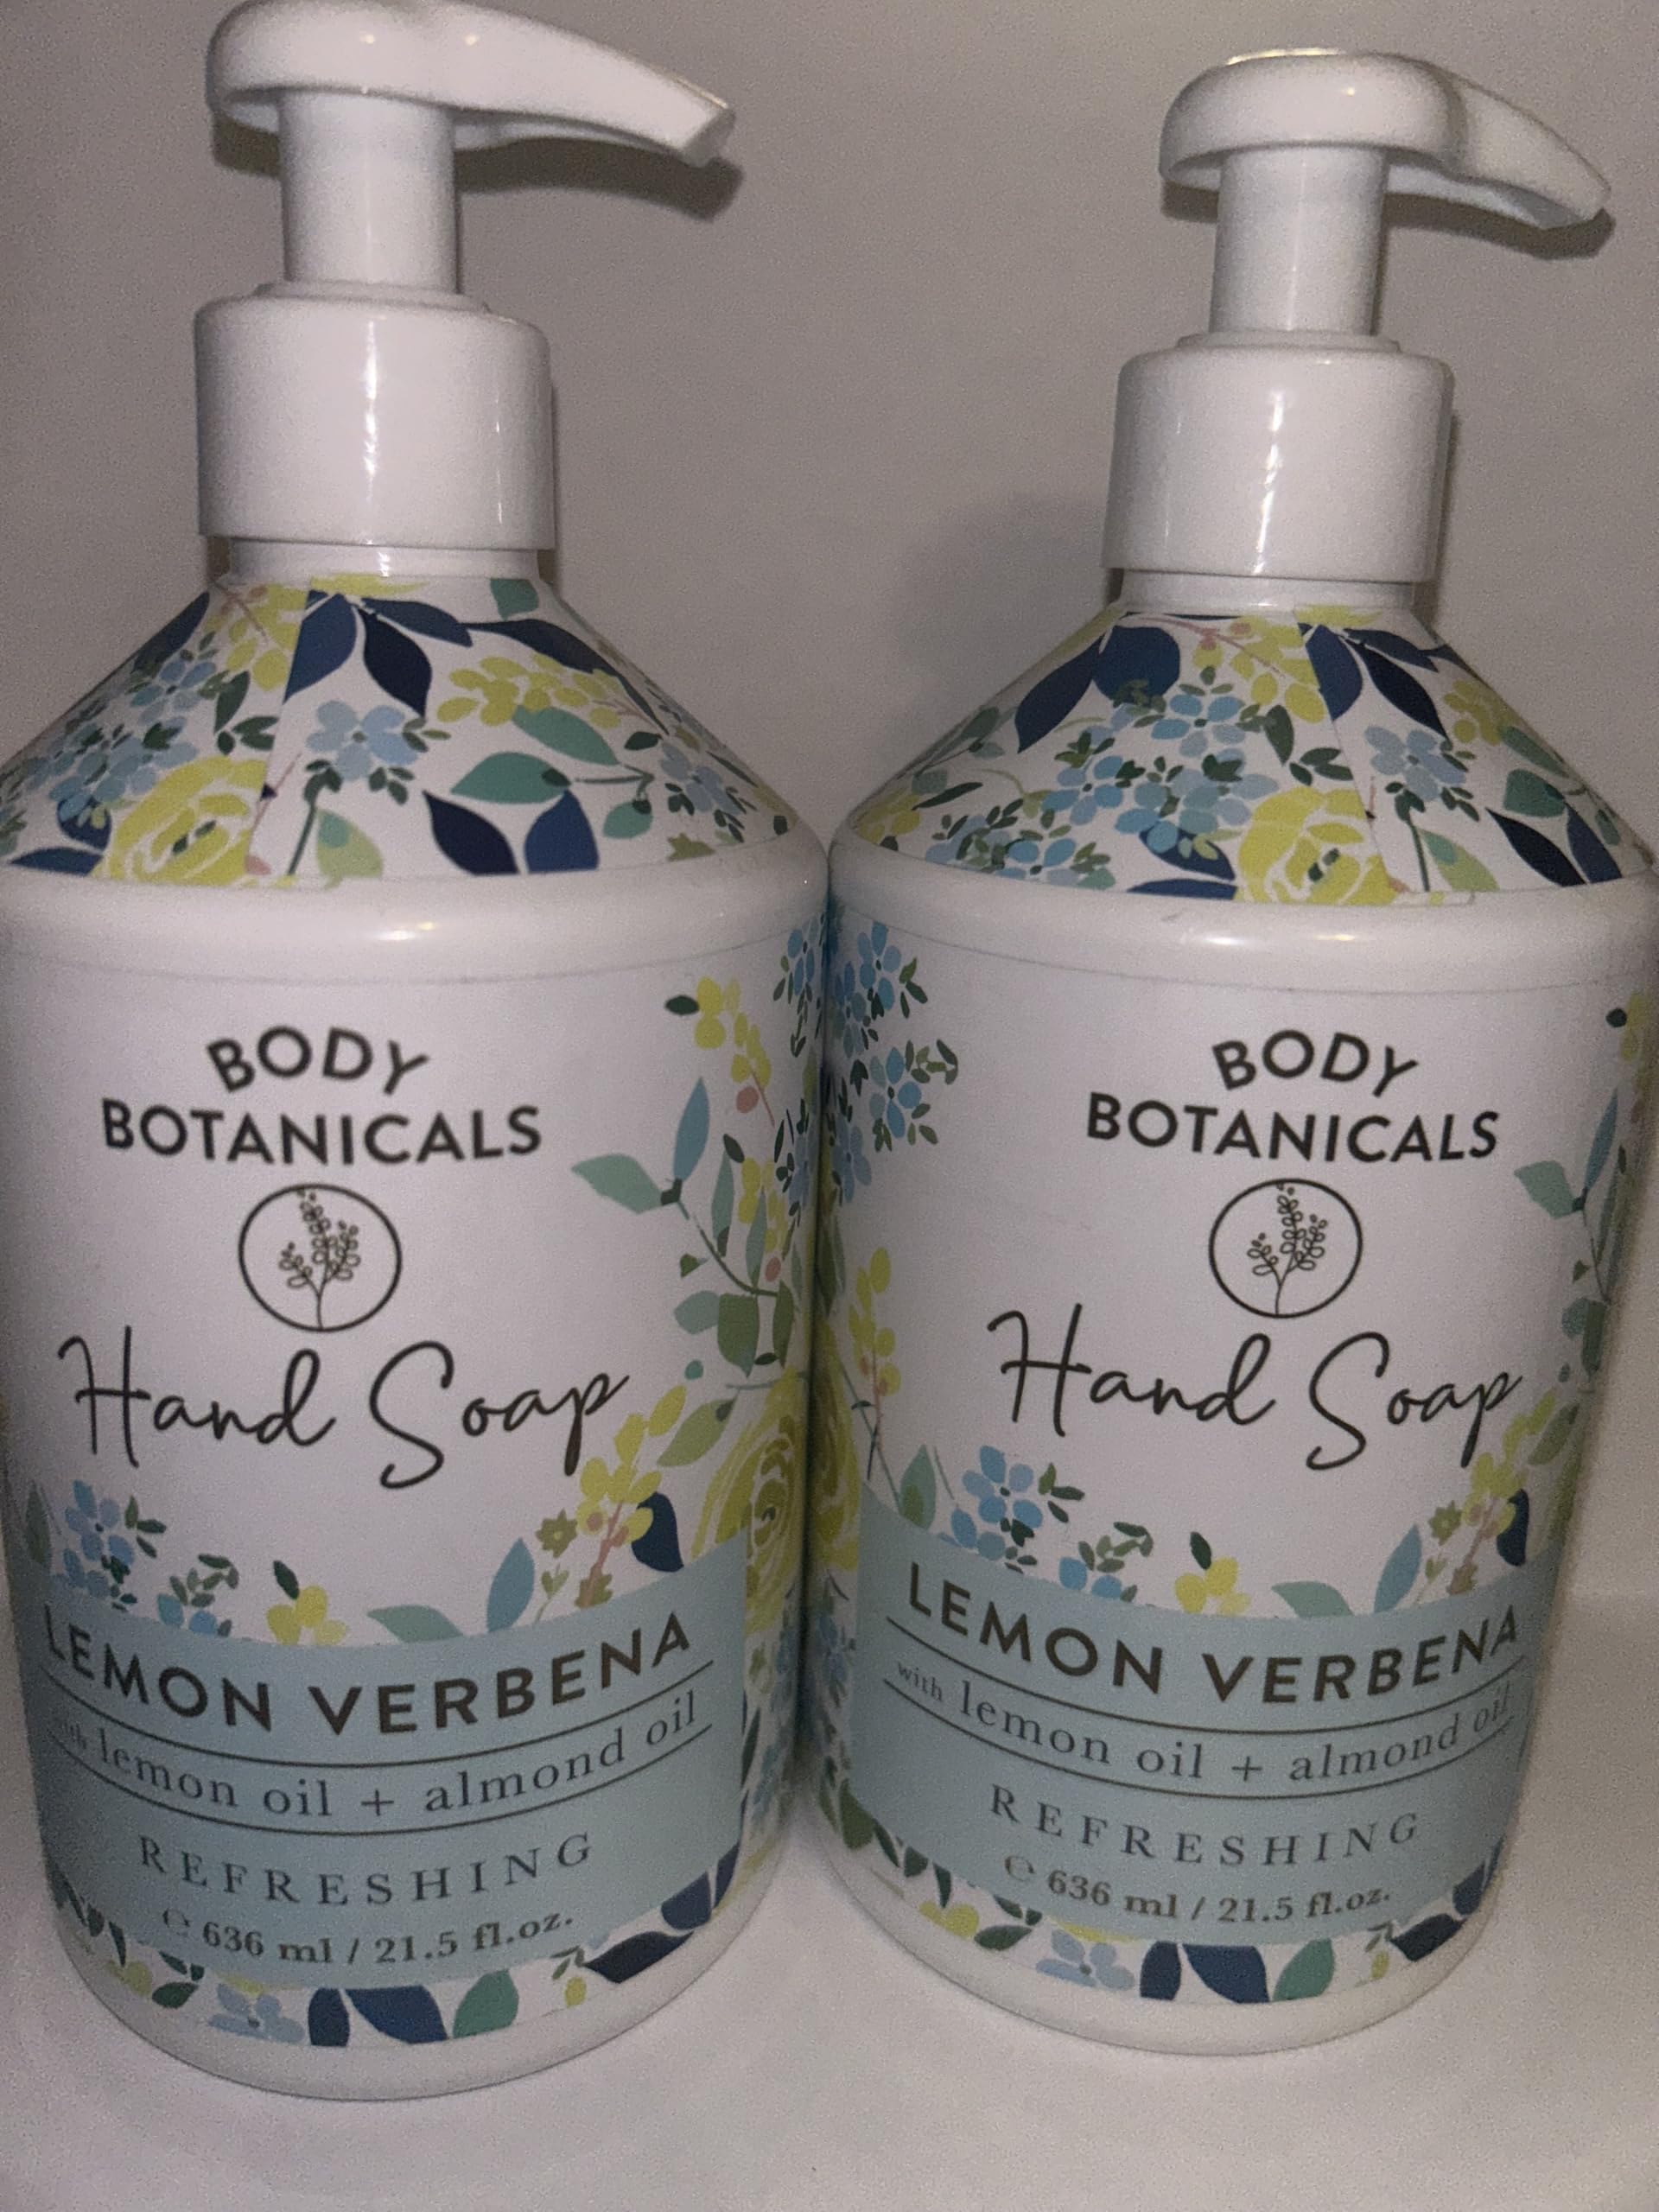 BODY
BOTANICALS
Hand Soap
LEMON VERBENA
with lemon oil + almond oil
REFRESHING
℮ 636 ml / 21.5 fl.oz.
BODY
BOTANICALS
Hand Soap
LEMON VERBENA
with lemon oil + almond oil
REFRESHING
℮ 636 ml / 21.5 fl.oz.